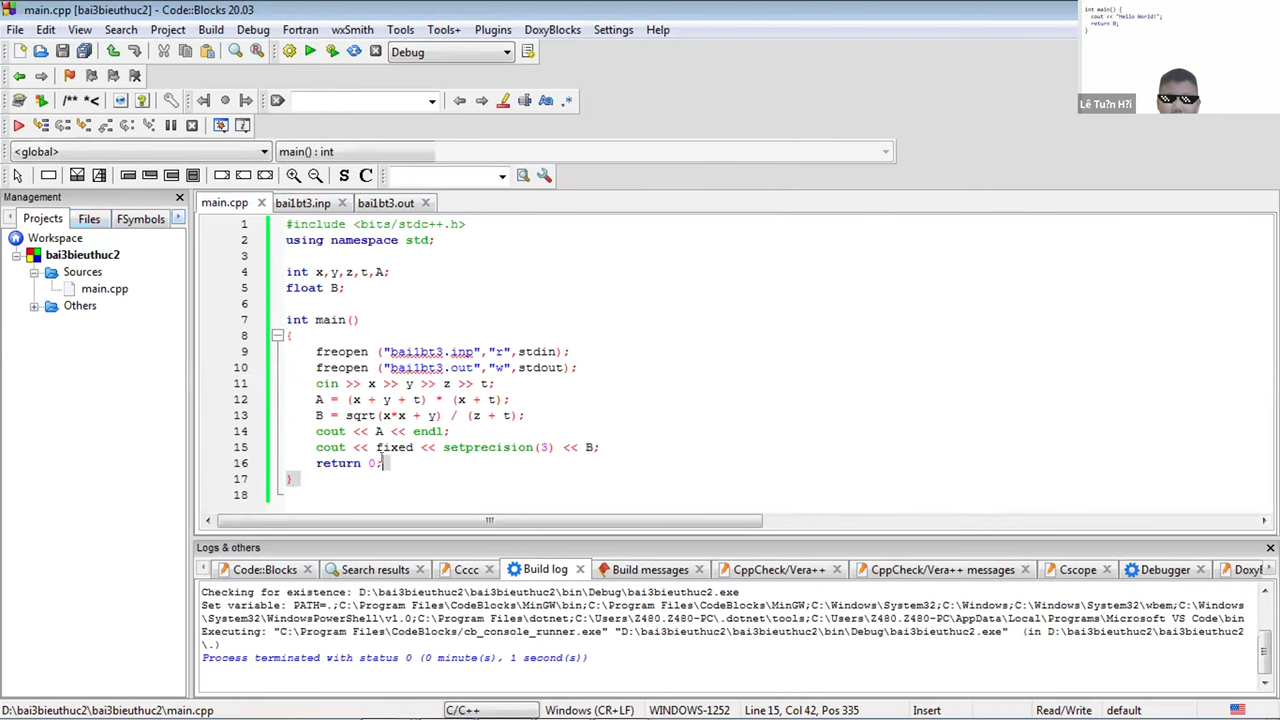 main.cpp [bai3bieuthuc2] - Code::Blocks 20.03
File Edit View Search Project Build Debug Fortran wxSmith Tools Tools+ Plugins DoxyBlocks Settings Help
Debug
/** *<
<global>
main() : int
S C
Management
Projects Files FSymbols
Workspace
bai3bieuthuc2
Sources
main.cpp
Others
main.cpp bai1bt3.inp bai1bt3.out
1 #include <bits/stdc++.h>
2 using namespace std;
3
4 int x,y,z,t,A;
5 float B;
6
7 int main()
8 {
9 freopen ("bai1bt3.inp","r",stdin);
10 freopen ("bai1bt3.out","w",stdout);
11 cin >> x >> y >> z >> t;
12 A = (x + y + t) * (x + t);
13 B = sqrt(x*x + y) / (z + t);
14 cout << A << endl;
15 cout << fixed << setprecision(3) << B;
16 return 0;
17 }
18
int main() {
cout << "Hello World!";
return 0;
}
Lê Tu?n H?i
Logs & others
Code::Blocks Search results Cccc Build log Build messages CppCheck/Vera++ CppCheck/Vera++ messages Cscope Debugger DoxyB
Checking for existence: D:\bai3bieuthuc2\bai3bieuthuc2\bin\Debug\bai3bieuthuc2.exe
Set variable: PATH=.;C:\Program Files\CodeBlocks\MinGW\bin;C:\Program Files\CodeBlocks\MinGW;C:\Windows\System32;C:\Windows;C:\Windows\System32\wbem;C:\Windows
\System32\WindowsPowerShell\v1.0;C:\Program Files\dotnet;C:\Users\Z480.Z480-PC\.dotnet\tools;C:\Users\Z480.Z480-PC\AppData\Local\Programs\Microsoft VS Code\bin
Executing: "C:\Program Files\CodeBlocks/cb_console_runner.exe" "D:\bai3bieuthuc2\bai3bieuthuc2\bin\Debug\bai3bieuthuc2.exe" (in D:\bai3bieuthuc2\bai3bieuthuc2
\.)
Process terminated with status 0 (0 minute(s), 1 second(s))
D:\bai3bieuthuc2\bai3bieuthuc2\main.cpp C/C++ Windows (CR+LF) WINDOWS-1252 Line 15, Col 42, Pos 335 Insert Read/Write default